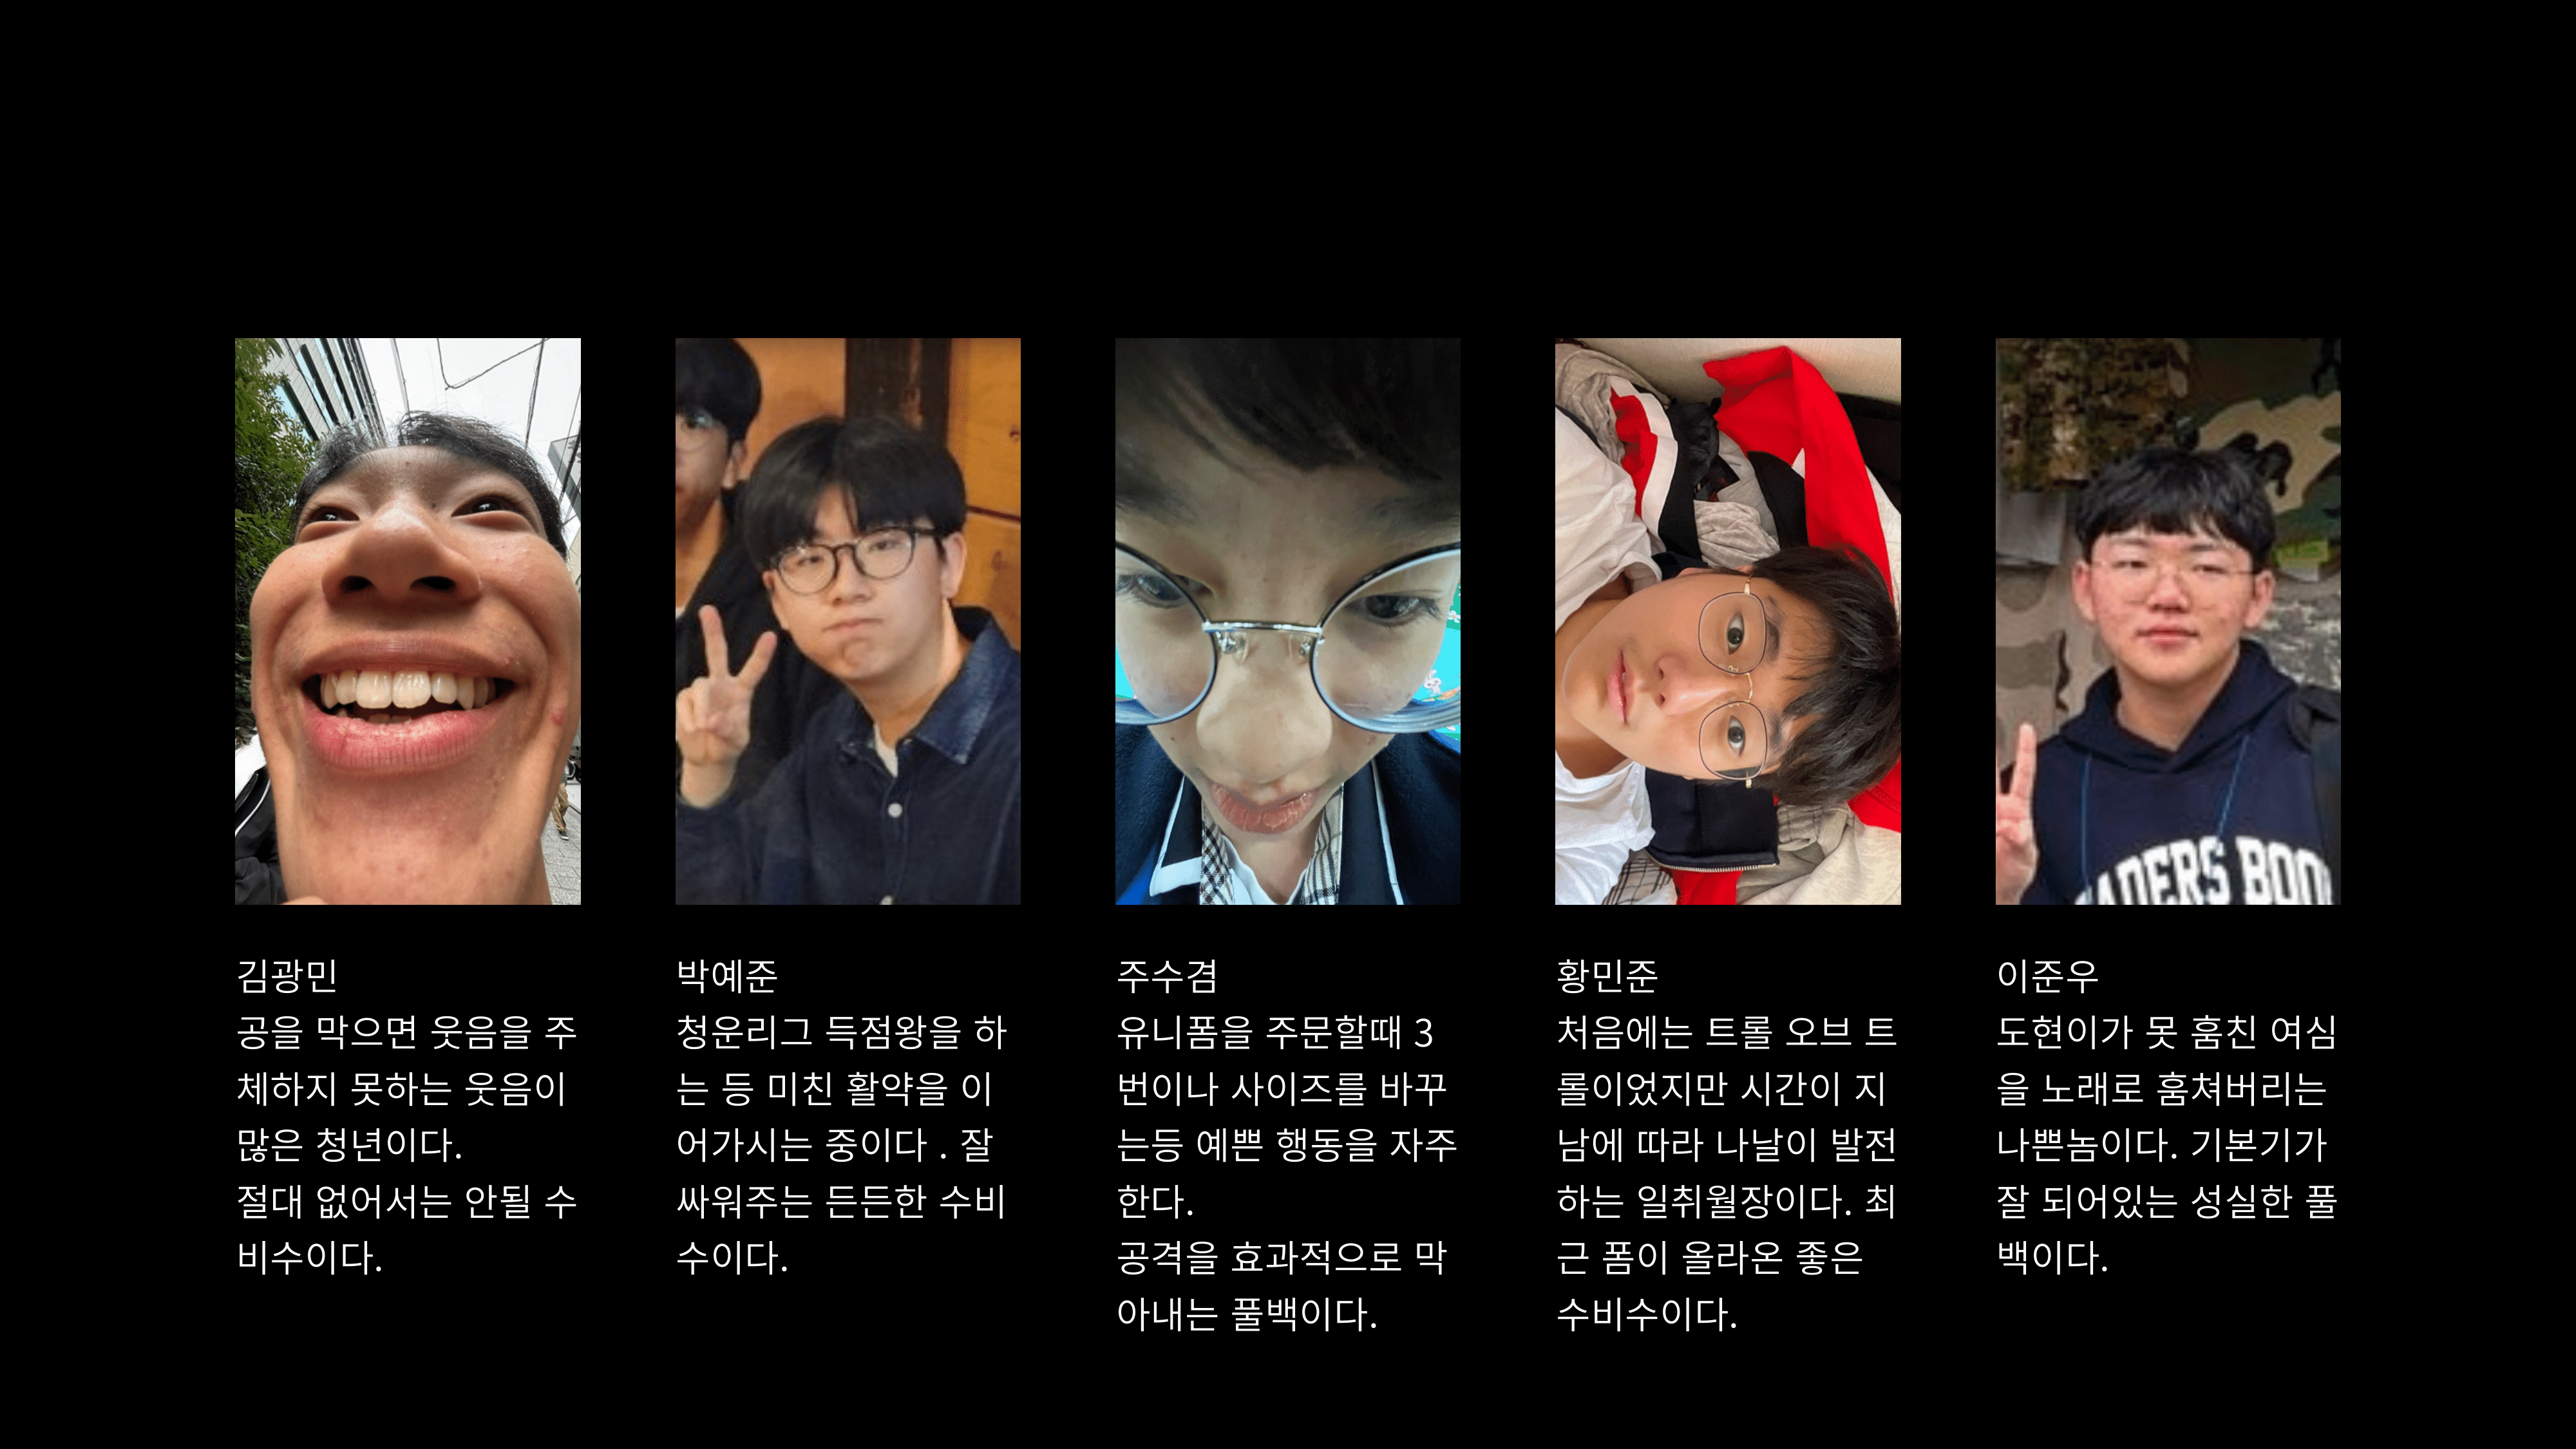 김광민
공을 막으면 웃음을 주
체하지 못하는 웃음이
많은 청년이다.
절대 없어서는 안될 수
비수이다.
박예준
청운리그 득점왕을 하
는 등 미친 활약을 이
어가시는 중이다 . 잘
싸워주는 든든한 수비
수이다.
주수겸
유니폼을 주문할때 3
번이나 사이즈를 바꾸
는등 예쁜 행동을 자주
한다.
공격을 효과적으로 막
아내는 풀백이다.
황민준
처음에는 트롤 오브 트
롤이었지만 시간이 지
남에 따라 나날이 발전
하는 일취월장이다. 최
근 폼이 올라온 좋은
수비수이다.
이준우
도현이가 못 훔친 여심
을 노래로 훔쳐버리는
나쁜놈이다. 기본기가
잘 되어있는 성실한 풀
백이다.